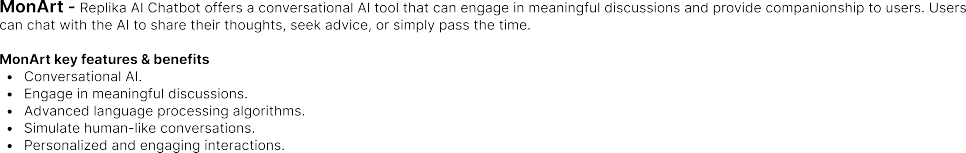 MonArt - Replika AI Chatbot offers a conversational AI tool that can engage in meaningful discussions and provide companionship to users. Users
can chat with the AI to share their thoughts, seek advice, or simply pass the time.
MonArt key features & benefits
• Conversational AI.
• Engage in meaningful discussions.
• Advanced language processing algorithms.
• Simulate human-like conversations.
• Personalized and engaging interactions.